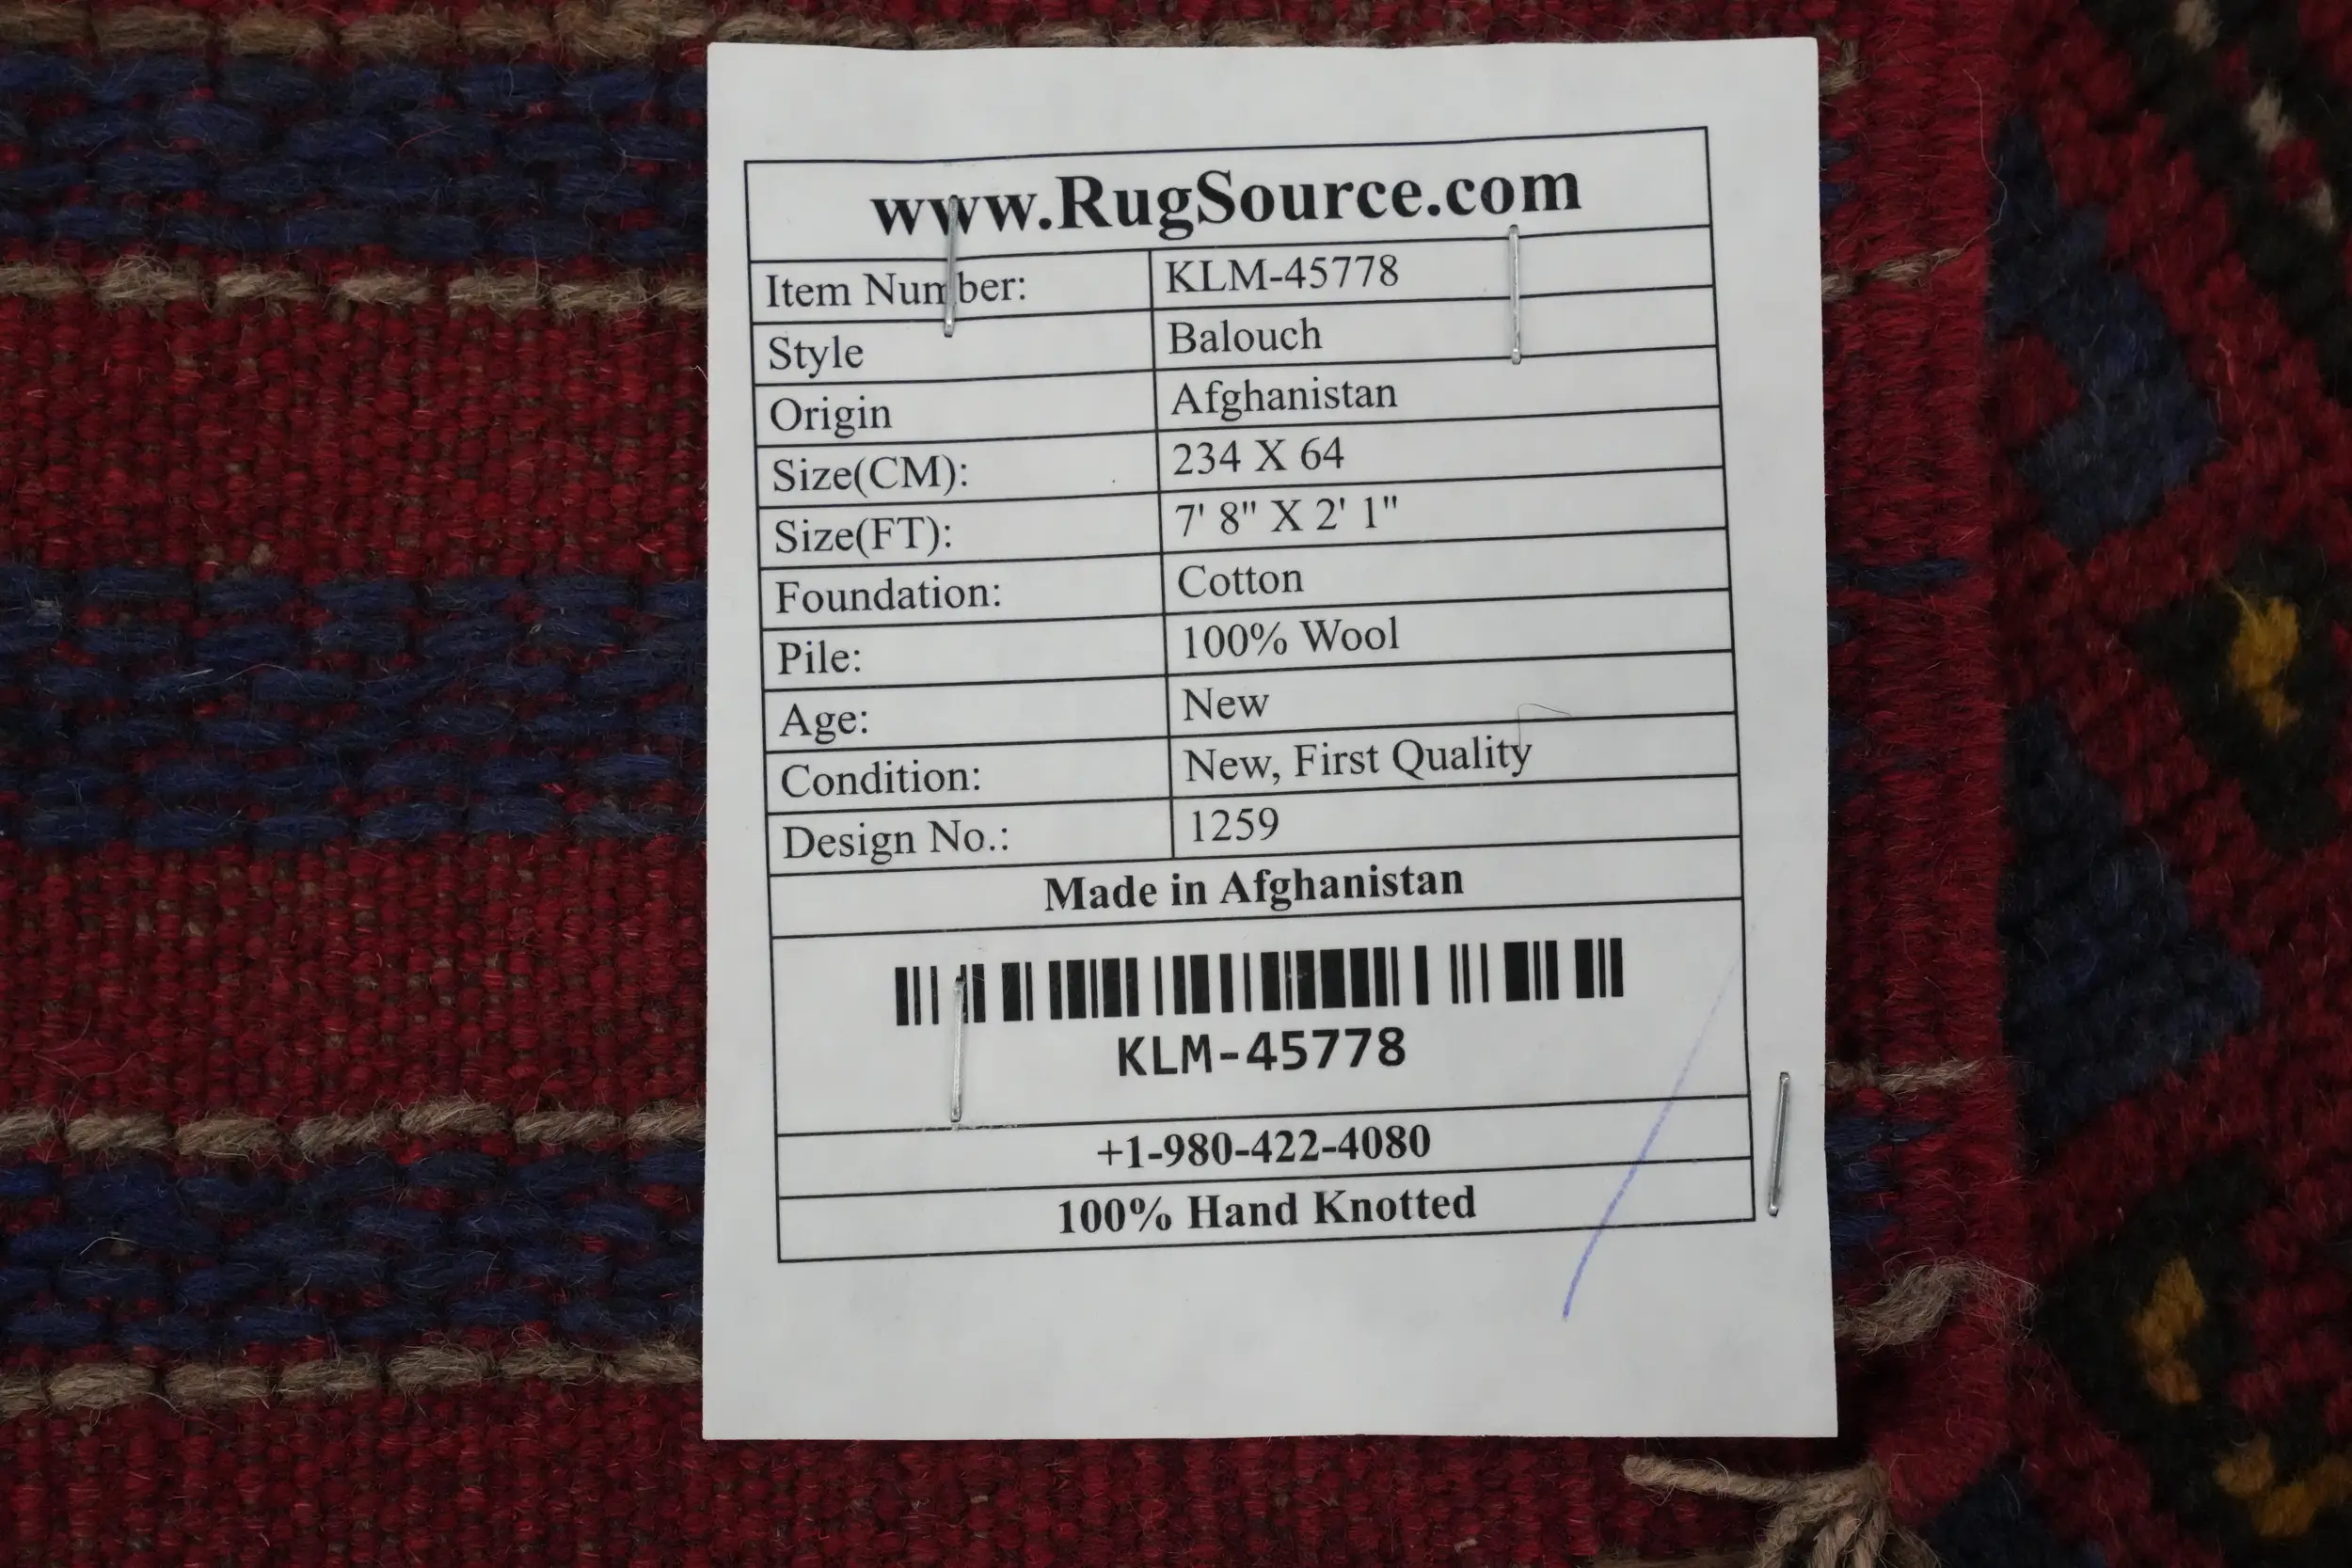 www.RugSource.com
Item Number: KLM-45778
Style Balouch
Origin Afghanistan
Size(CM): 234 X 64
Size(FT): 7' 8" X 2' 1"
Foundation: Cotton
Pile: 100% Wool
Age: New
Condition: New, First Quality
Design No.: 1259
Made in Afghanistan
KLM-45778
+1-980-422-4080
100% Hand Knotted